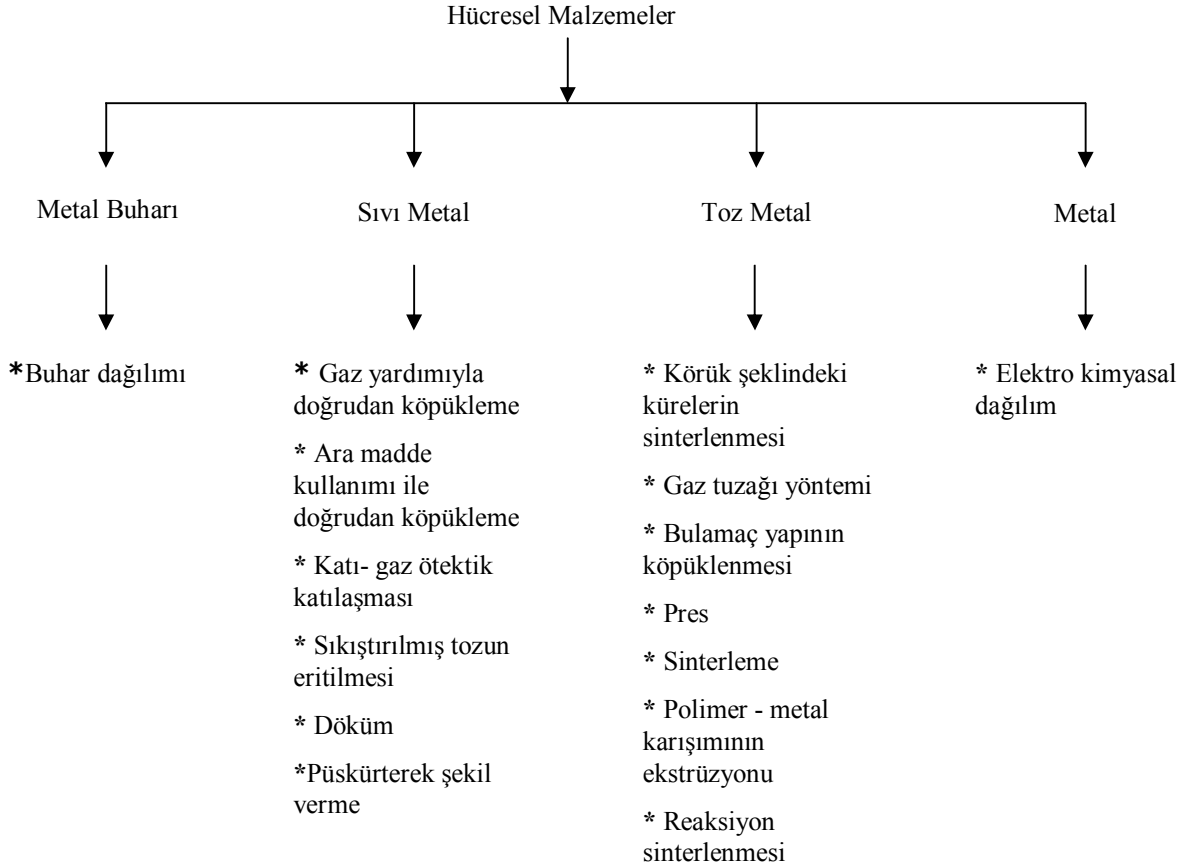 Hücresel Malzemeler
Metal Buharı
Sıvı Metal
Toz Metal
Metal
*Buhar dağılımı
* Gaz yardımıyla
doğrudan köpükleme
* Ara madde
kullanımı ile
doğrudan köpükleme
* Katı- gaz ötektik
katılaşması
* Sıkıştırılmış tozun
eritilmesi
* Döküm
*Püskürterek şekil
verme
* Körük şeklindeki
kürelerin
sinterlenmesi
* Gaz tuzağı yöntemi
* Bulamaç yapının
köpüklenmesi
* Pres
* Sinterleme
* Polimer - metal
karışımının
ekstrüzyonu
* Reaksiyon
sinterlenmesi
* Elektro kimyasal
dağılım